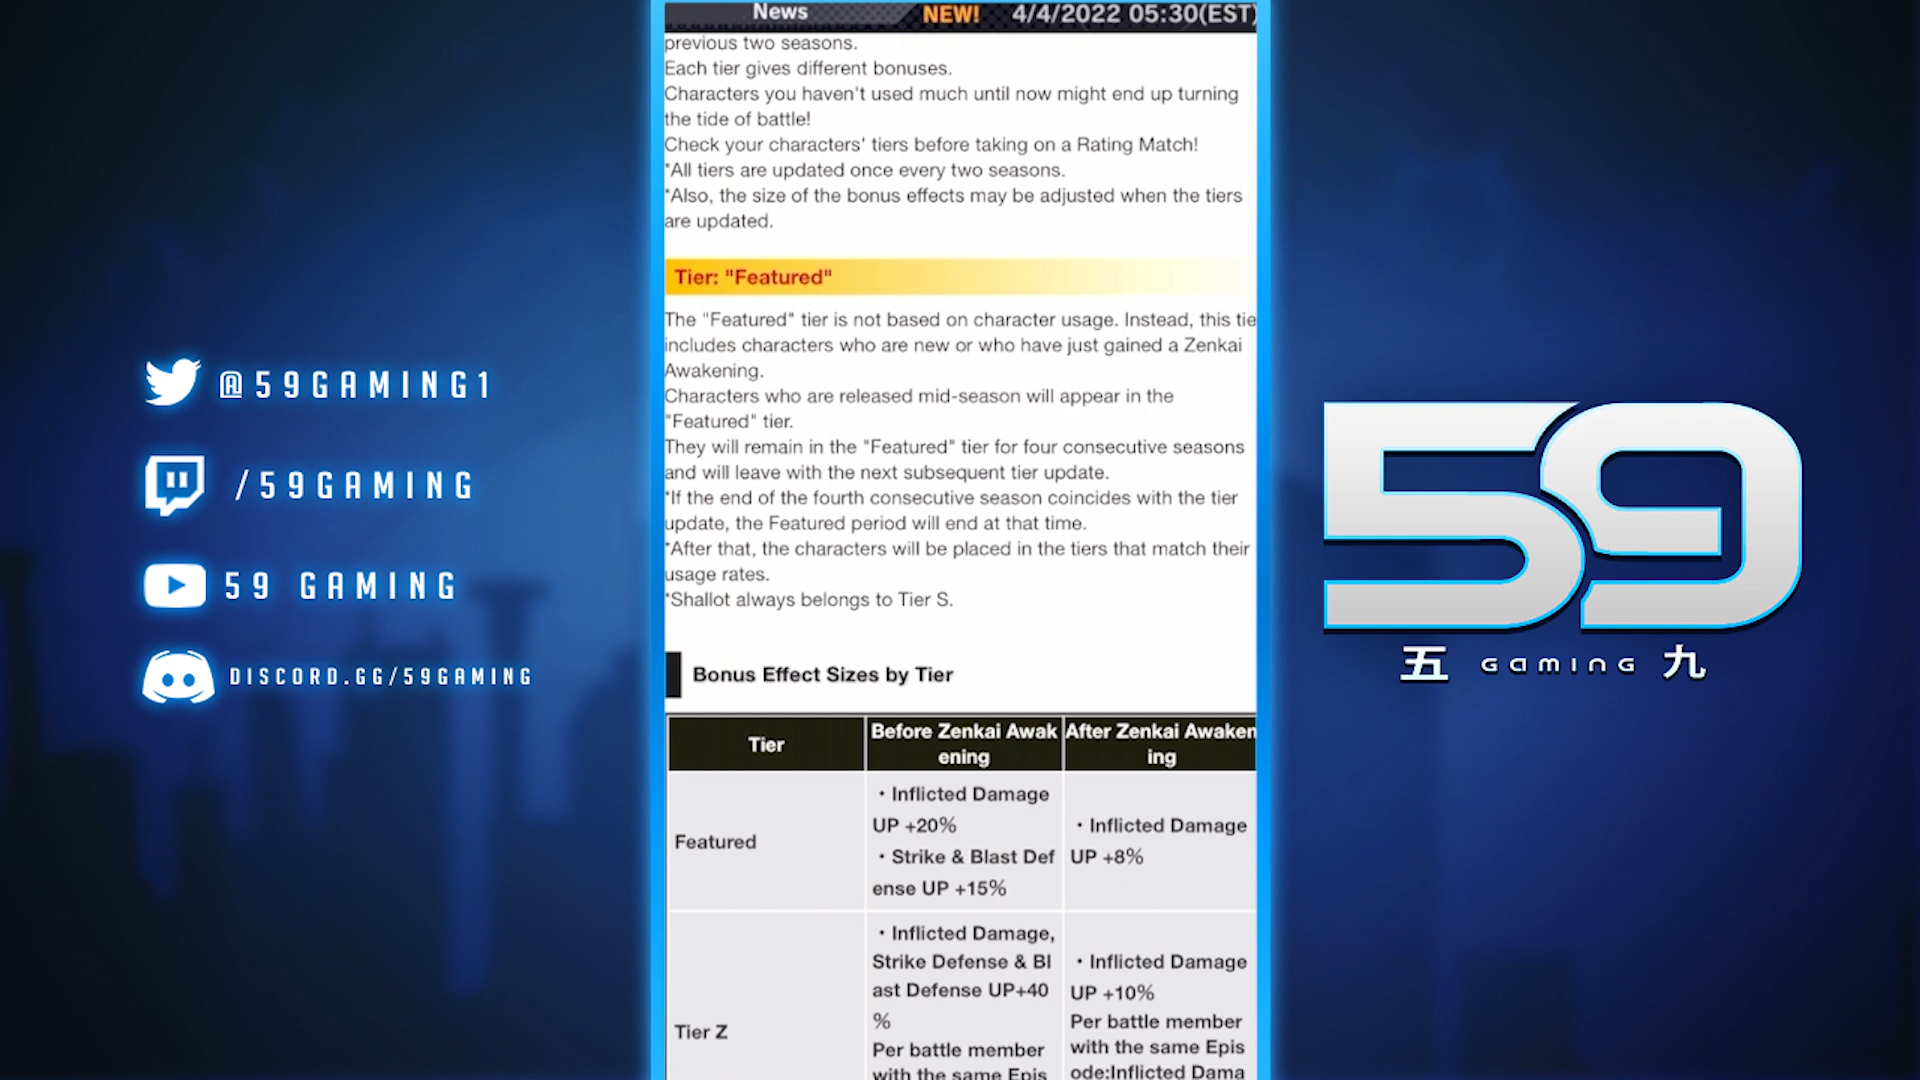 News NEW! 4/4/2022 05:30(EST)
previous two seasons.
Each tier gives different bonuses.
Characters you haven't used much until now might end up turning
the tide of battle!
Check your characters' tiers before taking on a Rating Match!
*All tiers are updated once every two seasons.
*Also, the size of the bonus effects may be adjusted when the tiers
are updated.
Tier: "Featured"
The "Featured" tier is not based on character usage. Instead, this tie
includes characters who are new or who have just gained a Zenkai
Awakening.
Characters who are released mid-season will appear in the
"Featured" tier.
They will remain in the "Featured" tier for four consecutive seasons
and will leave with the next subsequent tier update.
*If the end of the fourth consecutive season coincides with the tier
update, the Featured period will end at that time.
*After that, the characters will be placed in the tiers that match their
usage rates.
*Shallot always belongs to Tier S.
Bonus Effect Sizes by Tier
Tier
Before Zenkai Awak
ening
After Zenkai Awaken
ing
Featured
・Inflicted Damage
UP +20%
・Strike & Blast Def
ense UP +15%
・Inflicted Damage
UP +8%
Tier Z
・Inflicted Damage,
Strike Defense & Bl
ast Defense UP+40
%
Per battle member
with the same Epis
・Inflicted Damage
UP +10%
Per battle member
with the same Epis
ode:Inflicted Dama
@59GAMING1
/59GAMING
59 GAMING
DISCORD.GG/59GAMING
59
五 Gaming 九